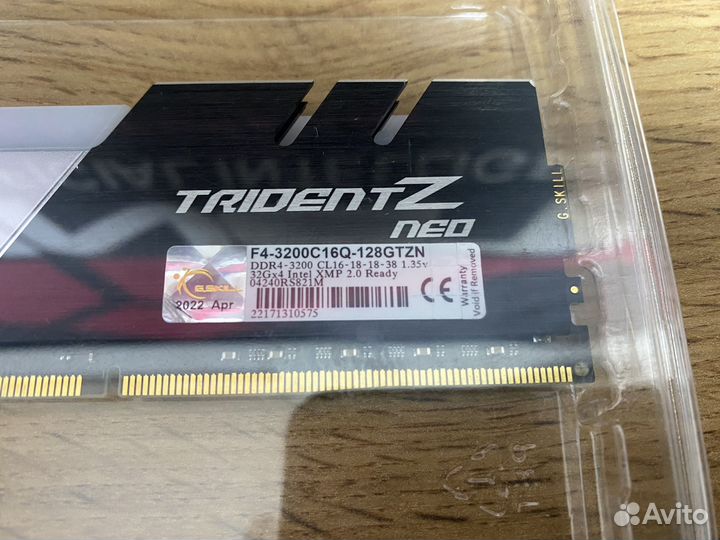 TRIDENTZ
NEO
G.SKILL
F4-3200C16Q-128GTZN
DDR4-3200 CL16-18-18-38 1.35v
32Gx4 Intel XMP 2.0 Ready
04240RS821M
G.SKILL
2022 Apr
22171310575
Warranty
Void if Removed
Avito